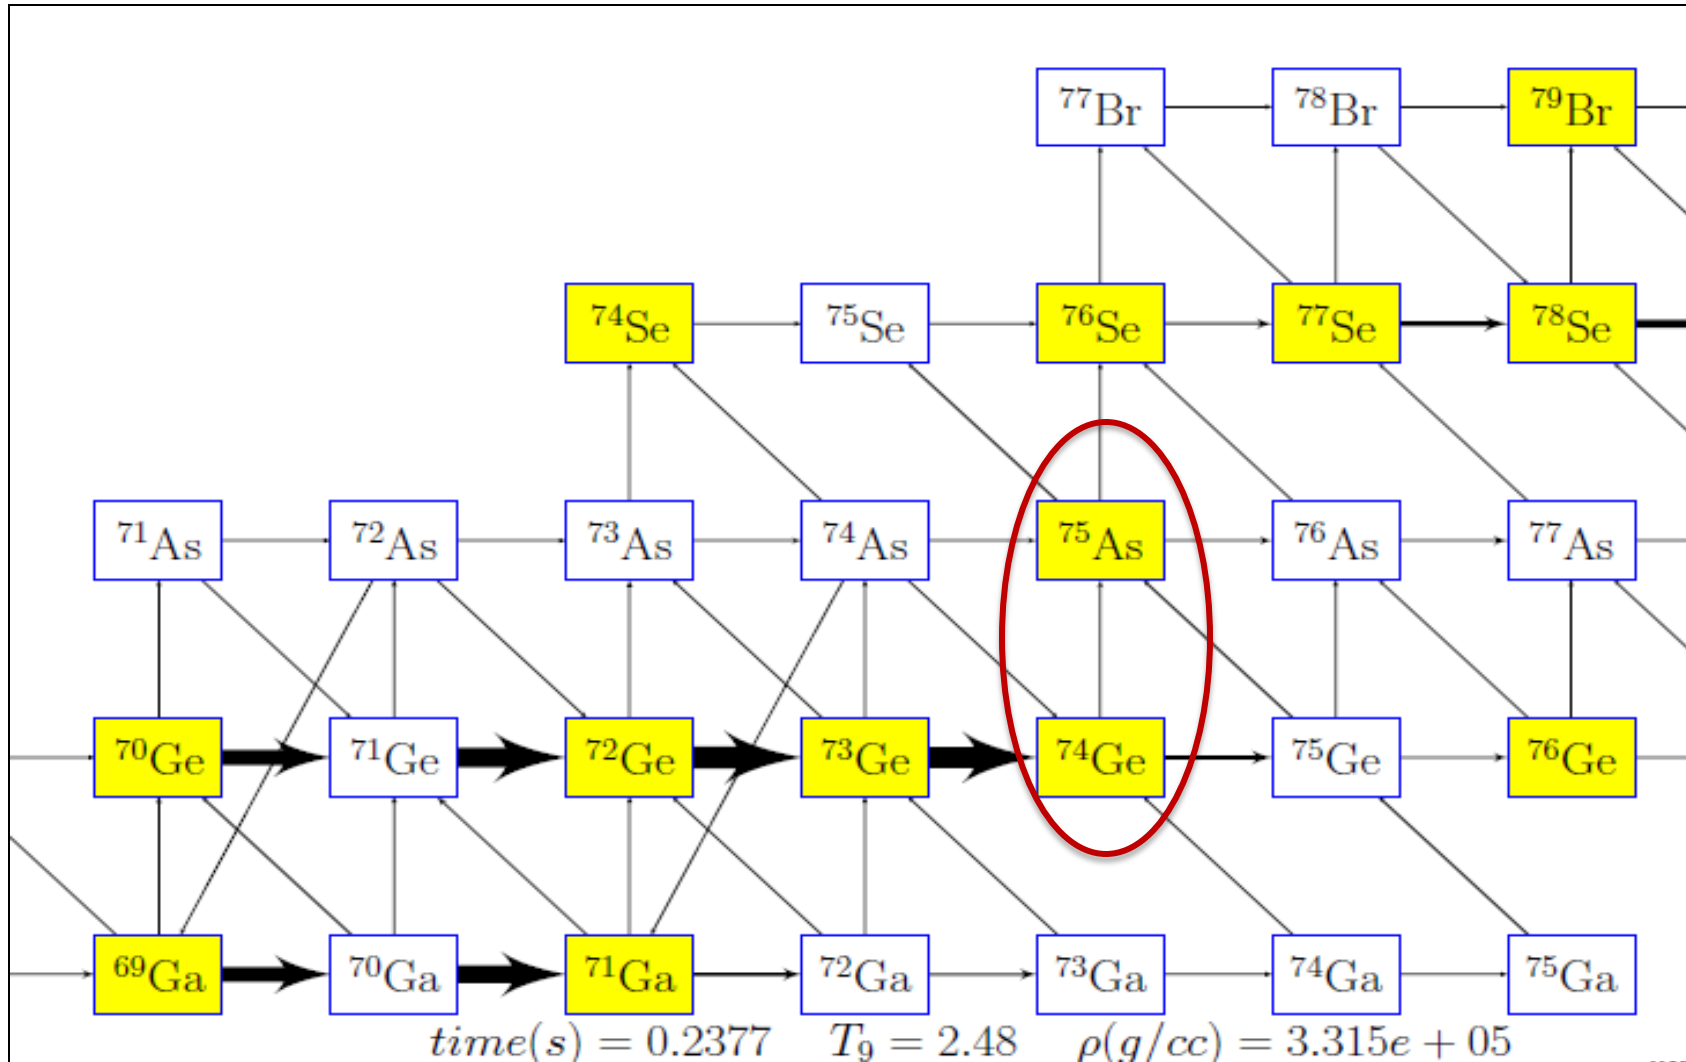 ⁷⁷Br ⁷⁸Br ⁷⁹Br
⁷⁴Se ⁷⁵Se ⁷⁶Se ⁷⁷Se ⁷⁸Se
⁷¹As ⁷²As ⁷³As ⁷⁴As ⁷⁵As ⁷⁶As ⁷⁷As
⁷⁰Ge ⁷¹Ge ⁷²Ge ⁷³Ge ⁷⁴Ge ⁷⁵Ge ⁷⁶Ge
⁶⁹Ga ⁷⁰Ga ⁷¹Ga ⁷²Ga ⁷³Ga ⁷⁴Ga ⁷⁵Ga
time(s) = 0.2377 T₉ = 2.48 ρ(g/cc) = 3.315e + 05